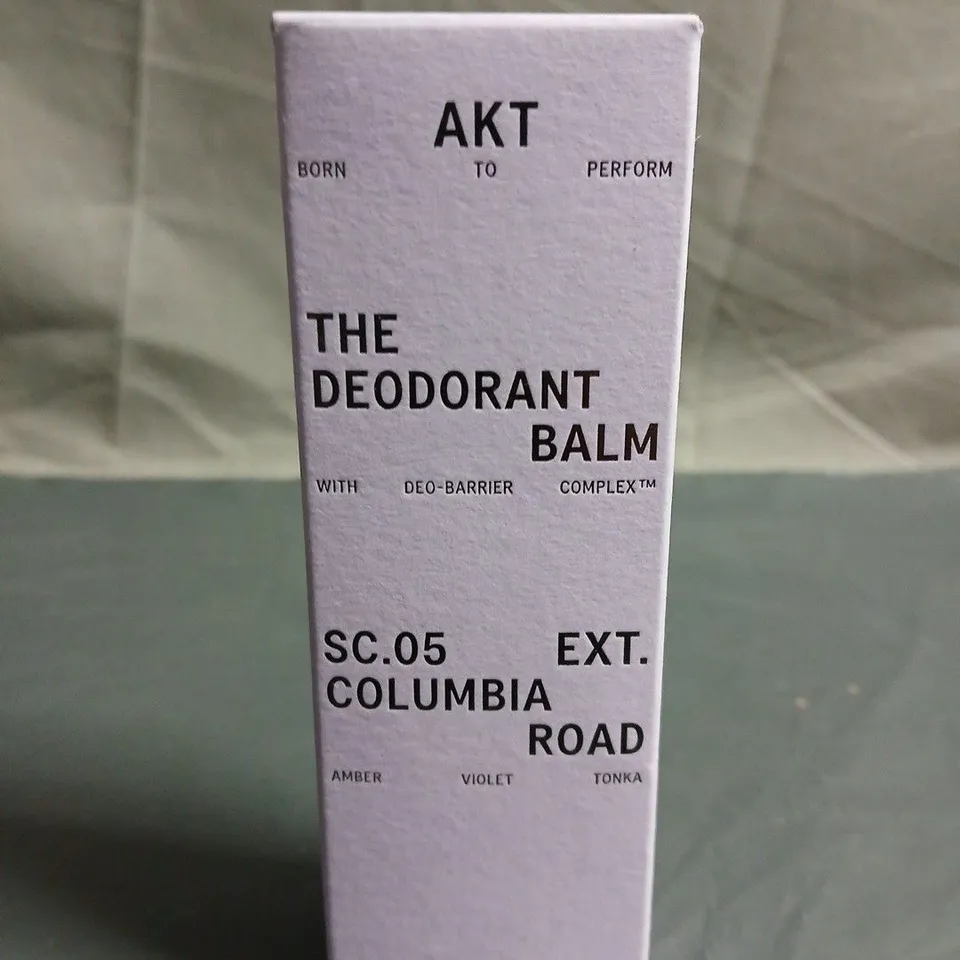 AKT
BORN TO PERFORM
THE
DEODORANT
BALM
WITH DEO-BARRIER COMPLEX™
SC.05 EXT.
COLUMBIA
ROAD
AMBER VIOLET TONKA